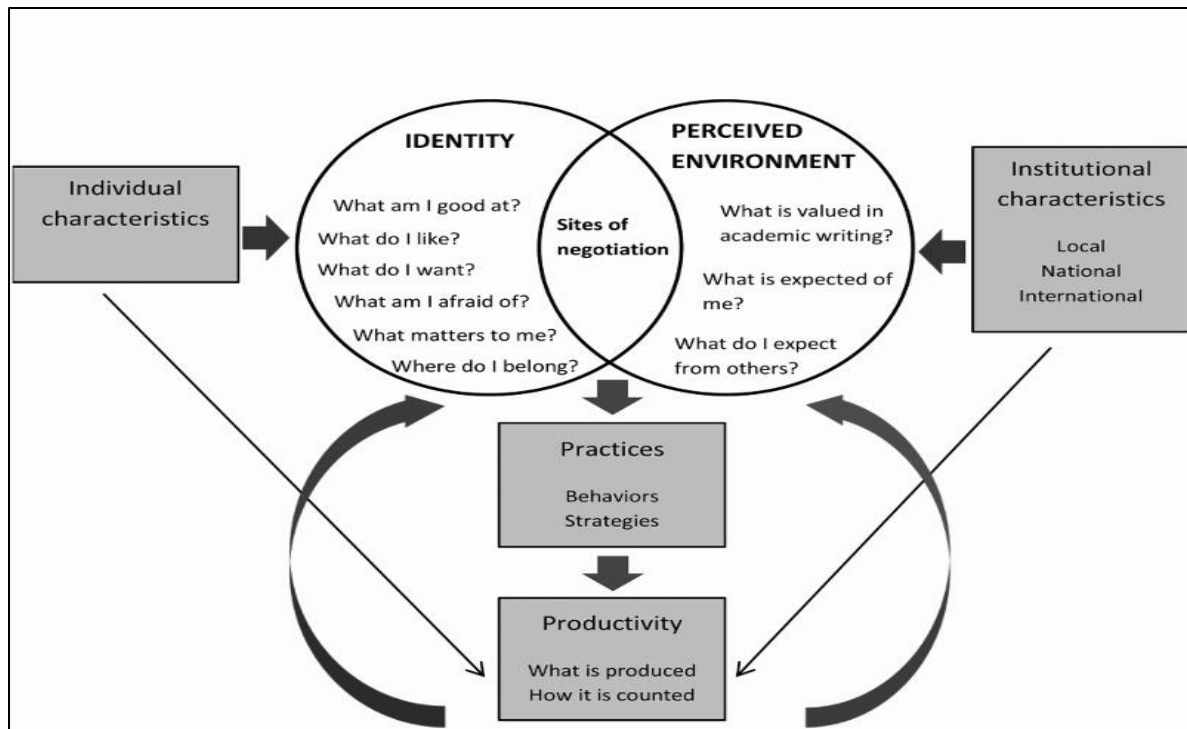 Individual
characteristics
IDENTITY
What am I good at?
What do I like?
What do I want?
What am I afraid of?
What matters to me?
Where do I belong?
Sites of
negotiation
PERCEIVED
ENVIRONMENT
What is valued in
academic writing?
What is expected of
me?
What do I expect
from others?
Institutional
characteristics
Local
National
International
Practices
Behaviors
Strategies
Productivity
What is produced
How it is counted